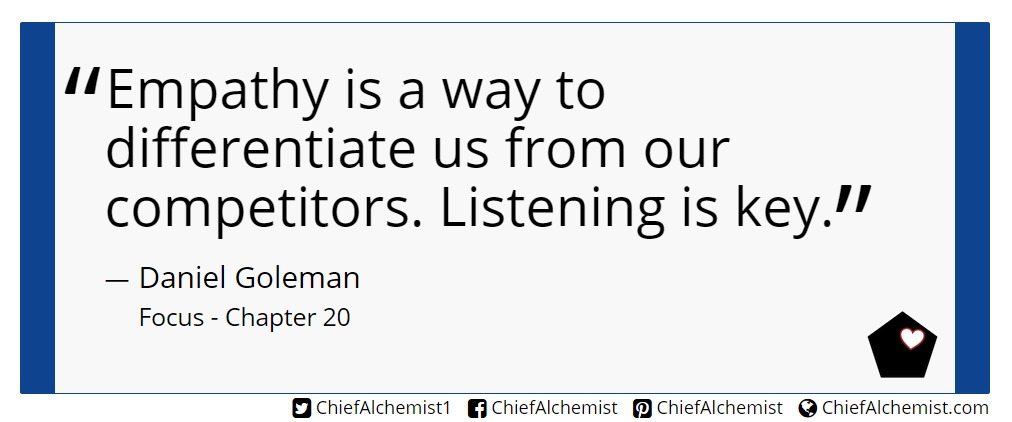 “Empathy is a way to
differentiate us from our
competitors. Listening is key.”
— Daniel Goleman
Focus - Chapter 20
ChiefAlchemist1 ChiefAlchemist ChiefAlchemist ChiefAlchemist.com